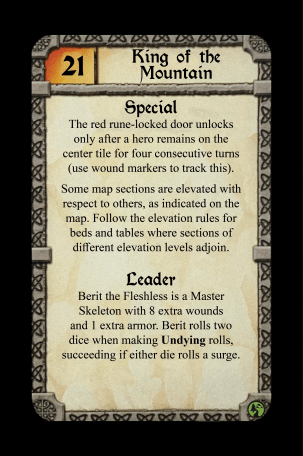 21
King of the
Mountain
Special
The red rune-locked door unlocks
only after a hero remains on the
center tile for four consecutive turns
(use wound markers to track this).
Some map sections are elevated with
respect to others, as indicated on the
map. Follow the elevation rules for
beds and tables where sections of
different elevation levels adjoin.
Leader
Berit the Fleshless is a Master
Skeleton with 8 extra wounds
and 1 extra armor. Berit rolls two
dice when making Undying rolls,
succeeding if either die rolls a surge.